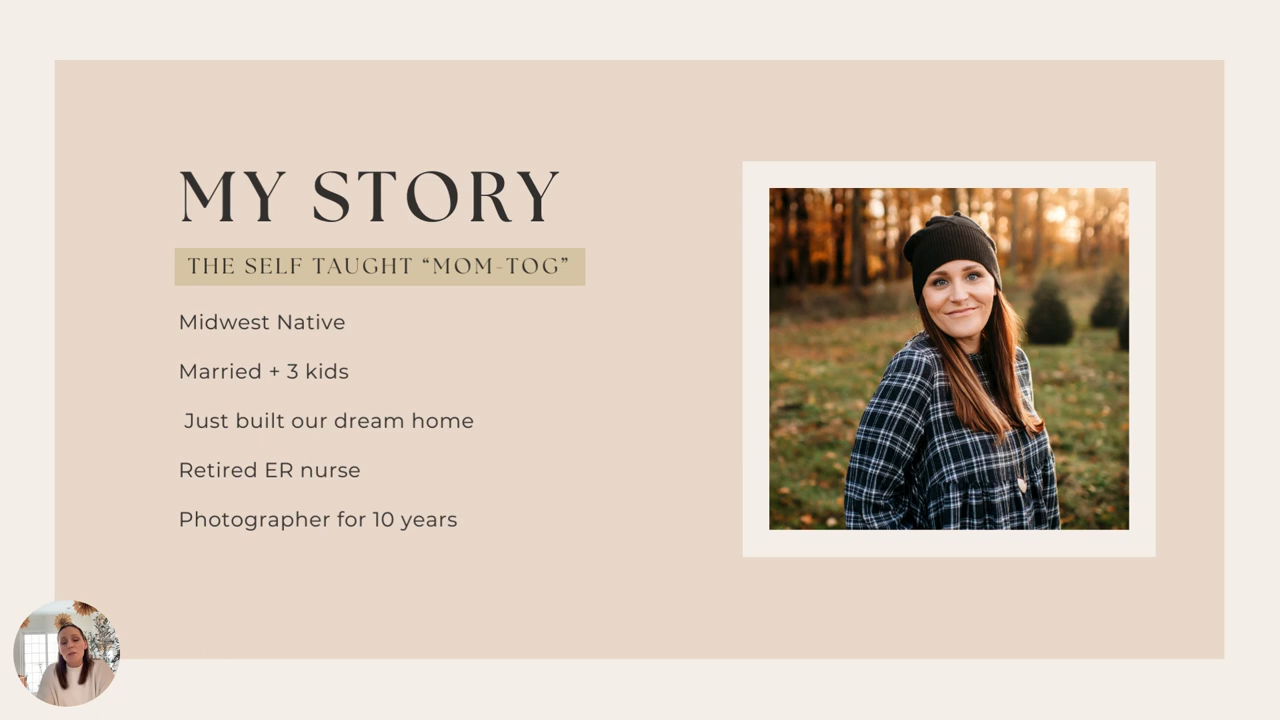 MY STORY
THE SELF TAUGHT “MOM-TOG”
Midwest Native
Married + 3 kids
Just built our dream home
Retired ER nurse
Photographer for 10 years